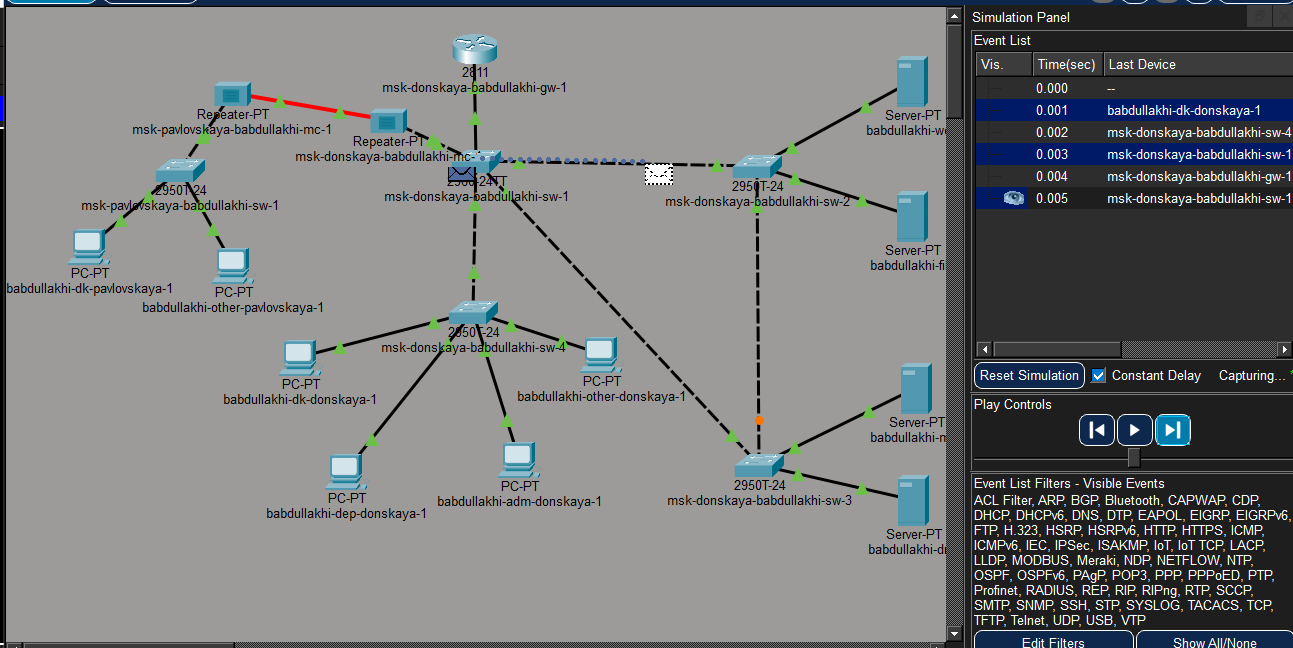 2811
msk-donskaya-babdullakhi-gw-1
Repeater-PT
msk-pavlovskaya-babdullakhi-mc-1
Repeater-PT
msk-donskaya-babdullakhi-mc-
Server-PT
babdullakhi-we
2950T-24
msk-pavlovskaya-babdullakhi-sw-1
msk-donskaya-babdullakhi-sw-1
2950T-24
msk-donskaya-babdullakhi-sw-2
Server-PT
babdullakhi-fi
PC-PT
babdullakhi-dk-pavlovskaya-1
PC-PT
babdullakhi-other-pavlovskaya-1
2950T-24
msk-donskaya-babdullakhi-sw-4
PC-PT
babdullakhi-dk-donskaya-1
PC-PT
babdullakhi-other-donskaya-1
PC-PT
babdullakhi-dep-donskaya-1
PC-PT
babdullakhi-adm-donskaya-1
2950T-24
msk-donskaya-babdullakhi-sw-3
Server-PT
babdullakhi-m
Server-PT
Simulation Panel
Event List
Vis. Time(sec) Last Device
0.000 --
0.001 babdullakhi-dk-donskaya-1
0.002 msk-donskaya-babdullakhi-sw-4
0.003 msk-donskaya-babdullakhi-sw-1
0.004 msk-donskaya-babdullakhi-gw-1
0.005 msk-donskaya-babdullakhi-sw-1
Reset Simulation Constant Delay Capturing...
Play Controls
Event List Filters - Visible Events
ACL Filter, ARP, BGP, Bluetooth, CAPWAP, CDP,
DHCP, DHCPv6, DNS, DTP, EAPOL, EIGRP, EIGRPv6,
FTP, H.323, HSRP, HSRPv6, HTTP, HTTPS, ICMP,
ICMPv6, IEC, IPSec, ISAKMP, IoT, IoT TCP, LACP,
LLDP, MODBUS, Meraki, NDP, NETFLOW, NTP,
OSPF, OSPFv6, PAgP, POP3, PPP, PPPoED, PTP,
Profinet, RADIUS, REP, RIP, RIPng, RTP, SCCP,
SMTP, SNMP, SSH, STP, SYSLOG, TACACS, TCP,
TFTP, Telnet, UDP, USB, VTP
Edit Filters Show All/None